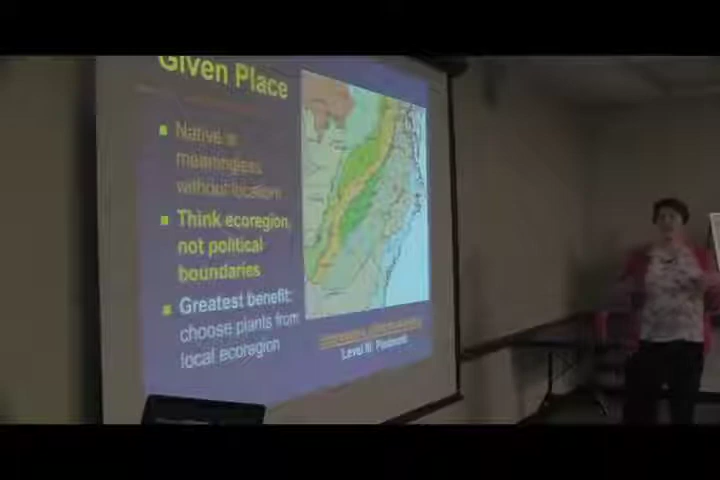 Given Place
Native is
meaningless
without location!
Think ecoregion,
not political
boundaries
Greatest benefit:
choose plants from
local ecoregion
Level III: Piedmont